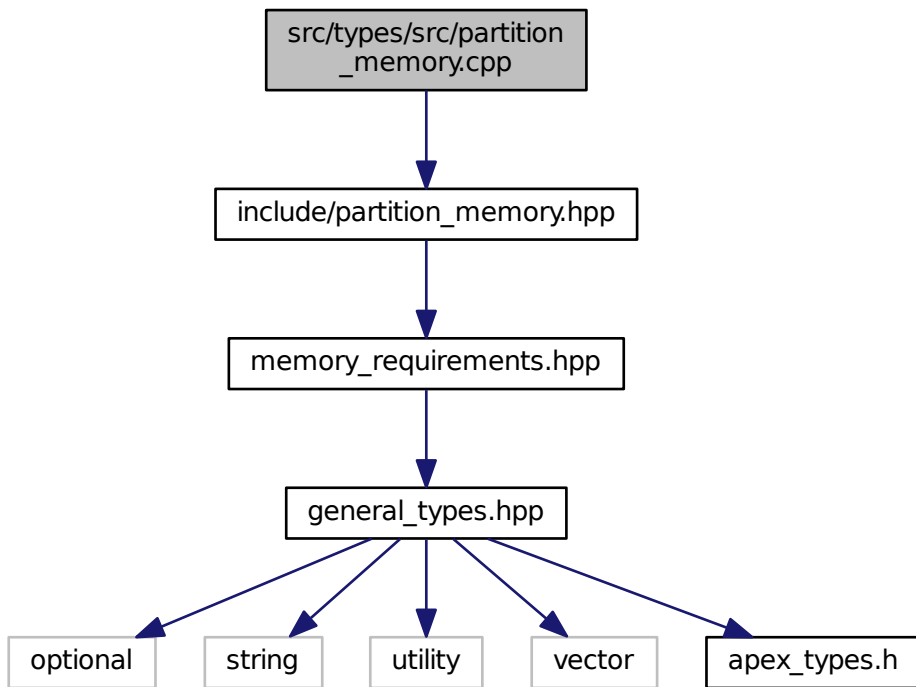 src/types/src/partition
_memory.cpp
include/partition_memory.hpp
memory_requirements.hpp
general_types.hpp
optional
string
utility
vector
apex_types.h